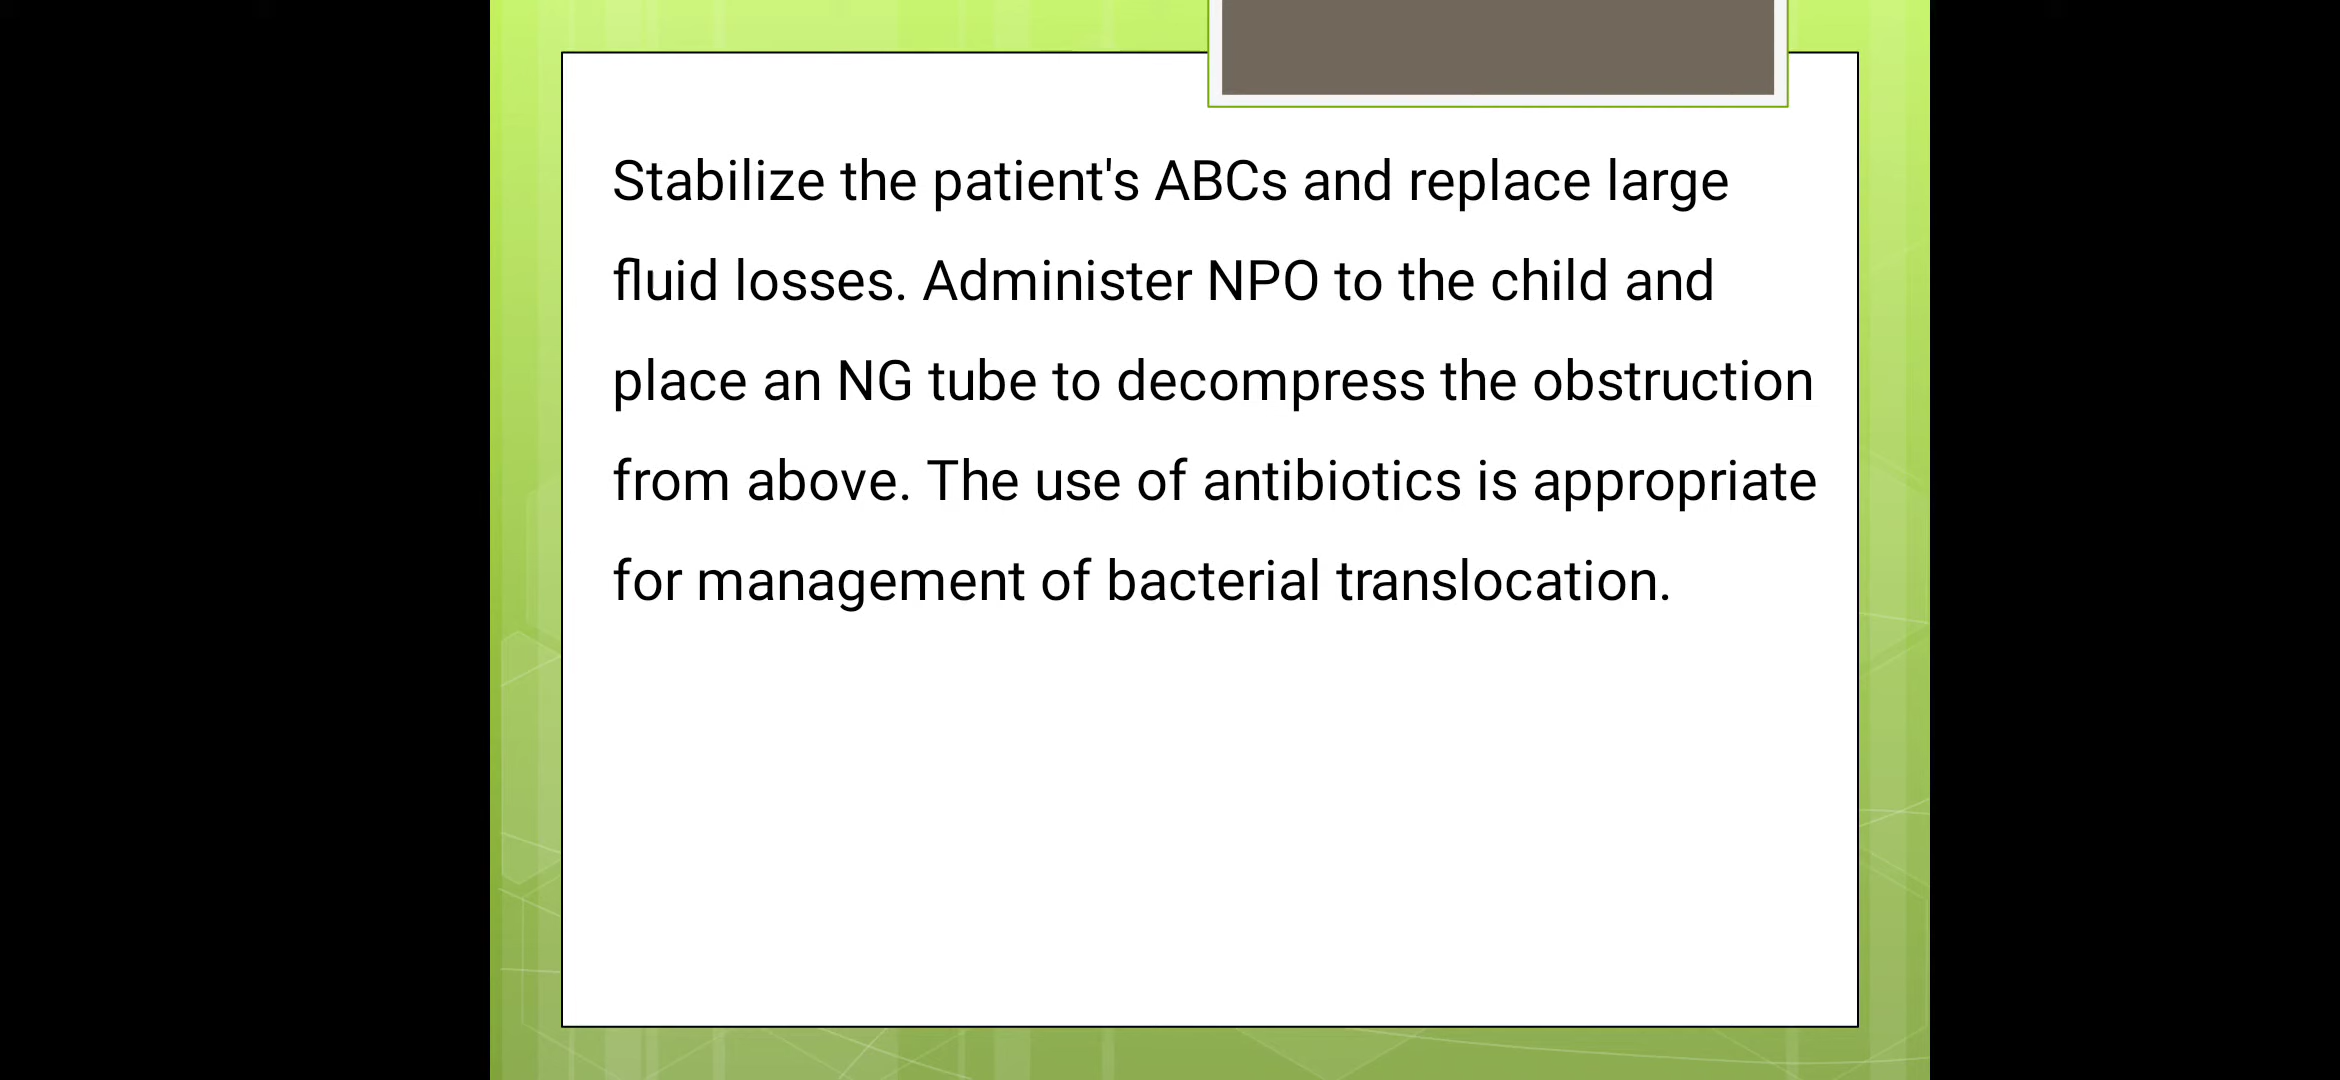 Stabilize the patient's ABCs and replace large
fluid losses. Administer NPO to the child and
place an NG tube to decompress the obstruction
from above. The use of antibiotics is appropriate
for management of bacterial translocation.